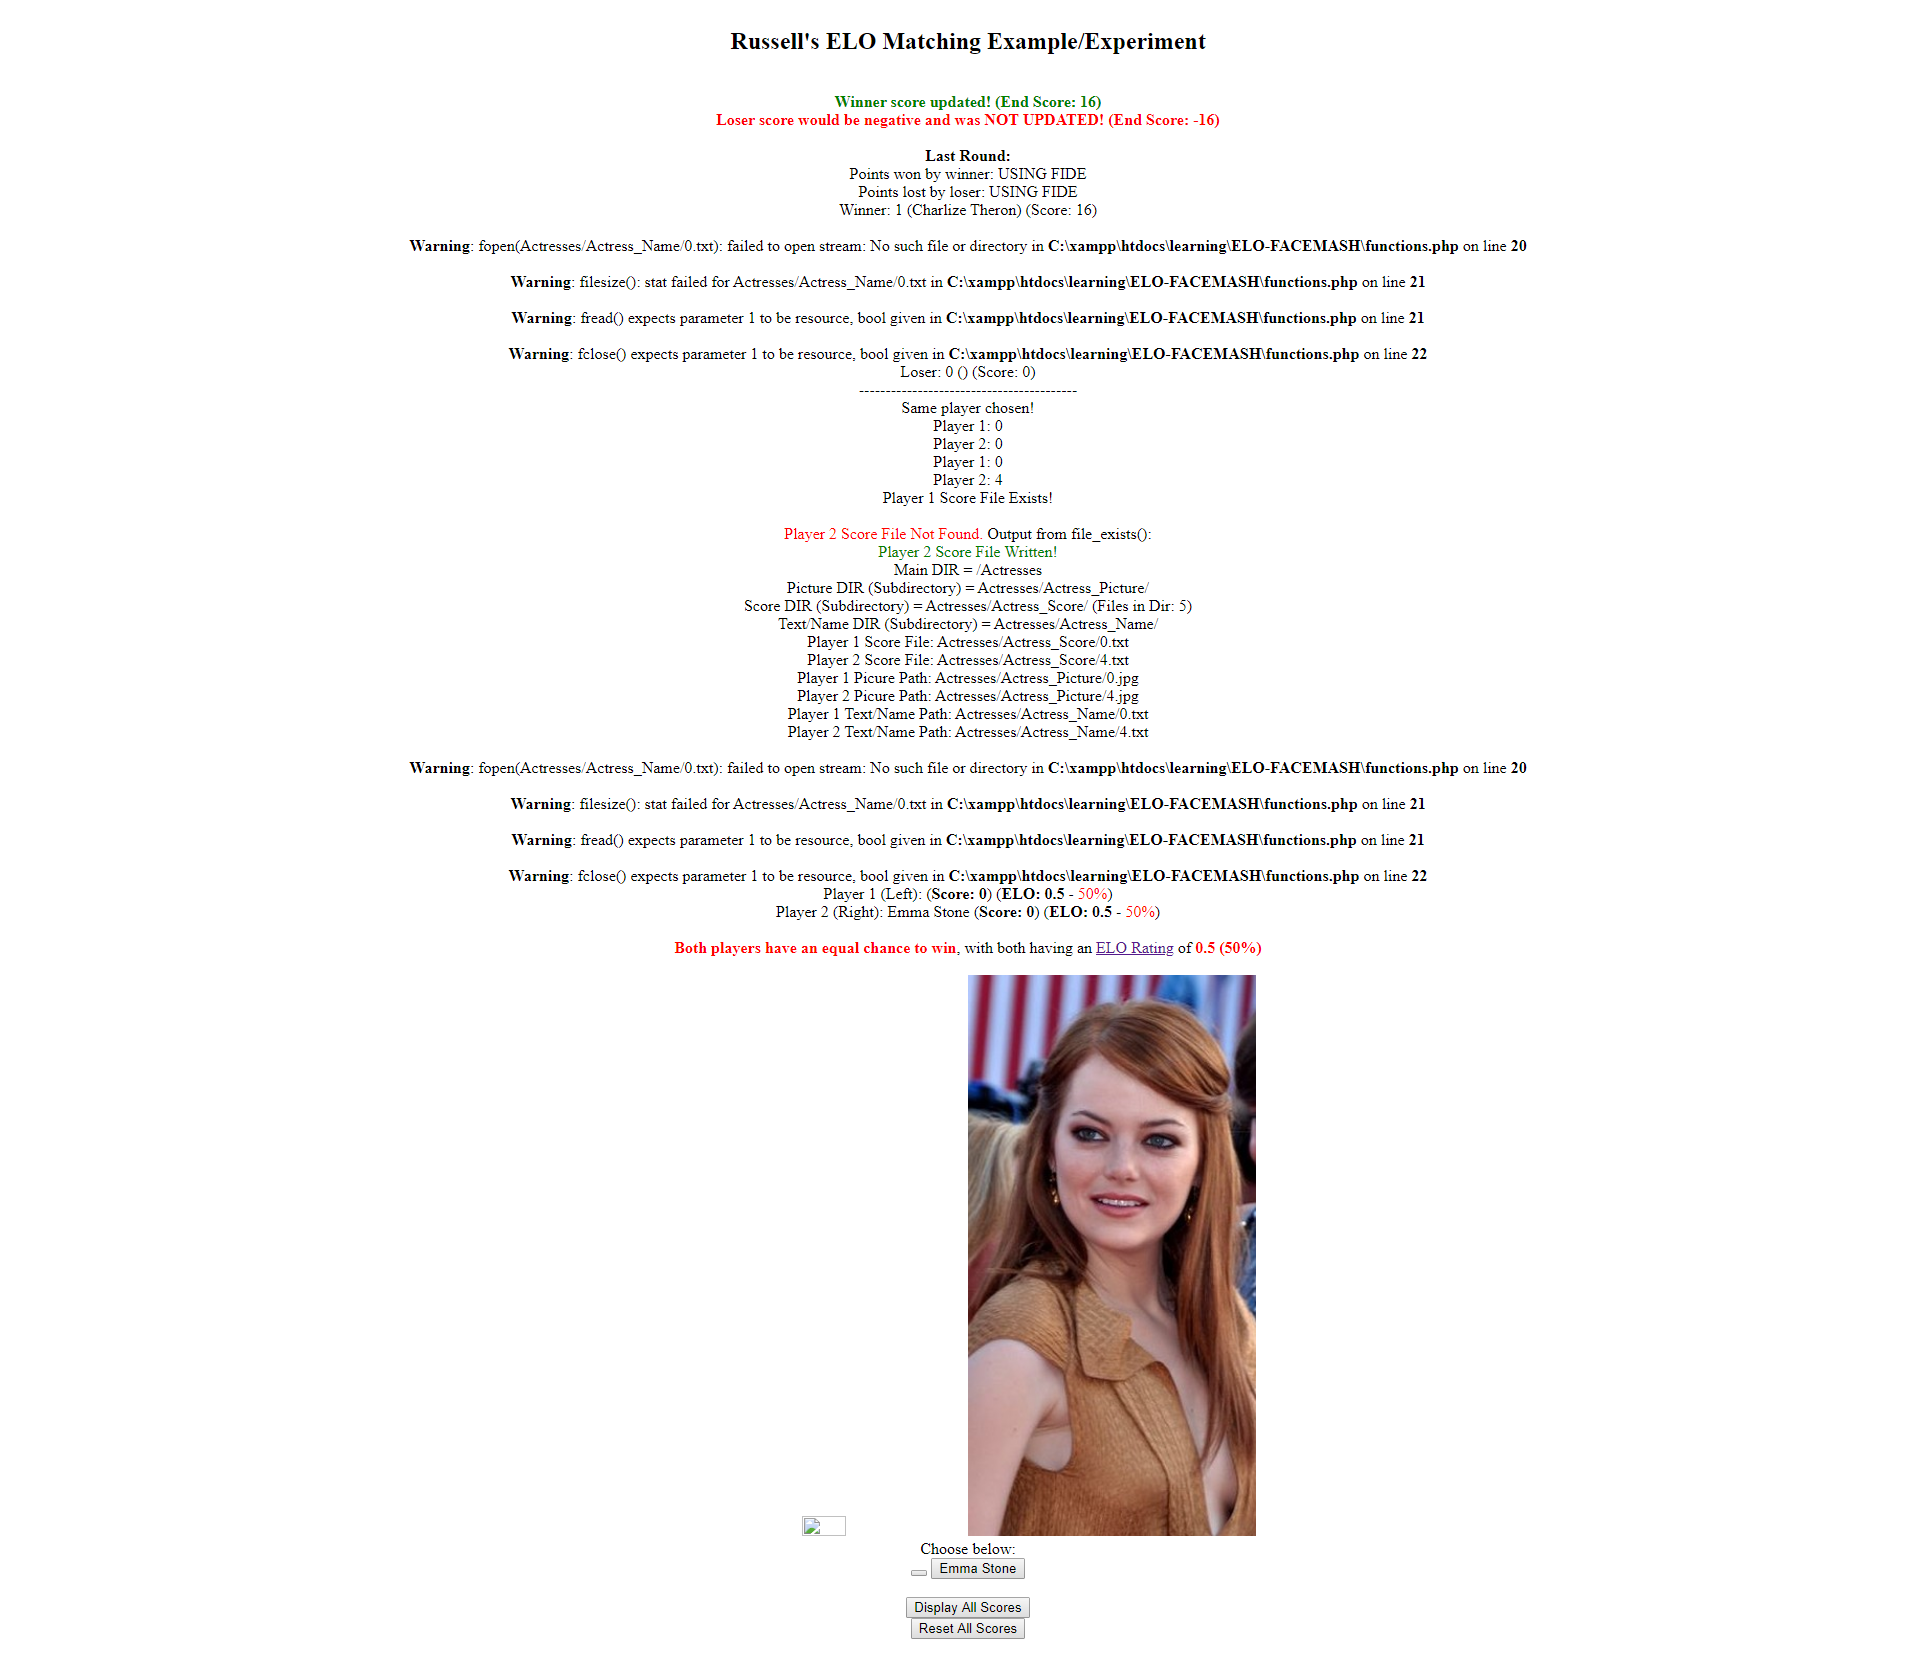 Russell's ELO Matching Example/Experiment
Winner score updated! (End Score: 16)
Loser score would be negative and was NOT UPDATED! (End Score: -16)
Last Round:
Points won by winner: USING FIDE
Points lost by loser: USING FIDE
Winner: 1 (Charlize Theron) (Score: 16)
Warning: fopen(Actresses/Actress_Name/0.txt): failed to open stream: No such file or directory in C:\xampp\htdocs\learning\ELO-FACEMASH\functions.php on line 20
Warning: filesize(): stat failed for Actresses/Actress_Name/0.txt in C:\xampp\htdocs\learning\ELO-FACEMASH\functions.php on line 21
Warning: fread() expects parameter 1 to be resource, bool given in C:\xampp\htdocs\learning\ELO-FACEMASH\functions.php on line 21
Warning: fclose() expects parameter 1 to be resource, bool given in C:\xampp\htdocs\learning\ELO-FACEMASH\functions.php on line 22
Loser: 0 () (Score: 0)
-----------------------------------------
Same player chosen!
Player 1: 0
Player 2: 0
Player 1: 0
Player 2: 4
Player 1 Score File Exists!
Player 2 Score File Not Found. Output from file_exists():
Player 2 Score File Written!
Main DIR = /Actresses
Picture DIR (Subdirectory) = Actresses/Actress_Picture/
Score DIR (Subdirectory) = Actresses/Actress_Score/ (Files in Dir: 5)
Text/Name DIR (Subdirectory) = Actresses/Actress_Name/
Player 1 Score File: Actresses/Actress_Score/0.txt
Player 2 Score File: Actresses/Actress_Score/4.txt
Player 1 Picure Path: Actresses/Actress_Picture/0.jpg
Player 2 Picure Path: Actresses/Actress_Picture/4.jpg
Player 1 Text/Name Path: Actresses/Actress_Name/0.txt
Player 2 Text/Name Path: Actresses/Actress_Name/4.txt
Warning: fopen(Actresses/Actress_Name/0.txt): failed to open stream: No such file or directory in C:\xampp\htdocs\learning\ELO-FACEMASH\functions.php on line 20
Warning: filesize(): stat failed for Actresses/Actress_Name/0.txt in C:\xampp\htdocs\learning\ELO-FACEMASH\functions.php on line 21
Warning: fread() expects parameter 1 to be resource, bool given in C:\xampp\htdocs\learning\ELO-FACEMASH\functions.php on line 21
Warning: fclose() expects parameter 1 to be resource, bool given in C:\xampp\htdocs\learning\ELO-FACEMASH\functions.php on line 22
Player 1 (Left): (Score: 0) (ELO: 0.5 - 50%)
Player 2 (Right): Emma Stone (Score: 0) (ELO: 0.5 - 50%)
Both players have an equal chance to win, with both having an ELO Rating of 0.5 (50%)
Choose below:
Emma Stone
Display All Scores
Reset All Scores